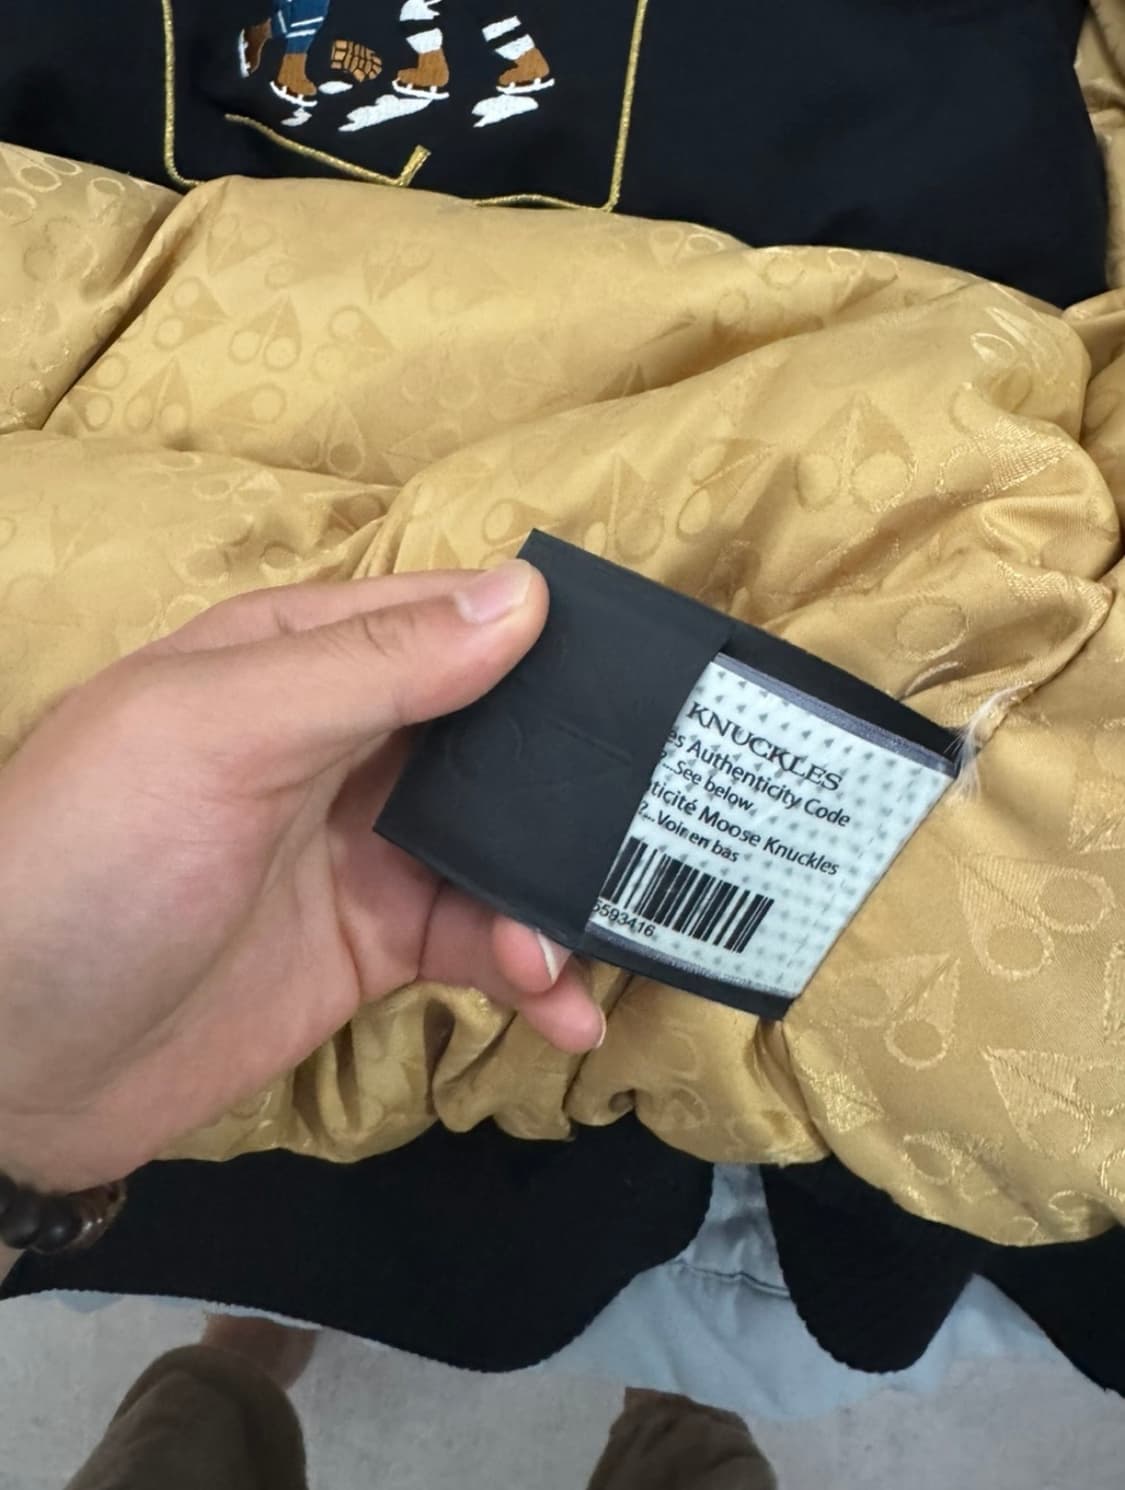 KNUCKLES
es Authenticity Code
?...See below
ticité Moose Knuckles
?...Voir en bas
5593416